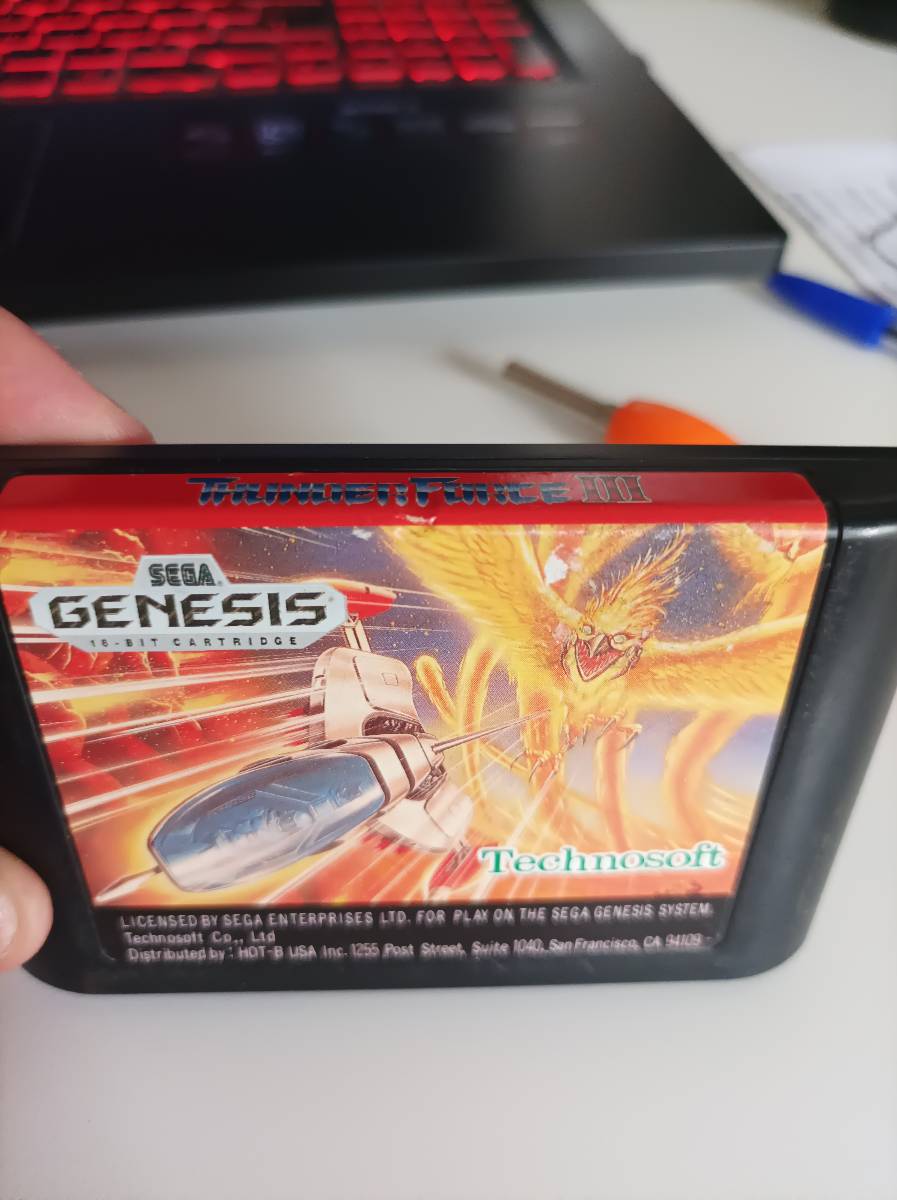 THUNDER FORCE III
SEGA
GENESIS
16-BIT CARTRIDGE
Technosoft
LICENSED BY SEGA ENTERPRISES LTD. FOR PLAY ON THE SEGA GENESIS SYSTEM.
Technosoft Co., Ltd
Distributed by : HOT-B USA Inc. 1255 Post Street, Suite 1040, San Francisco, CA 94109